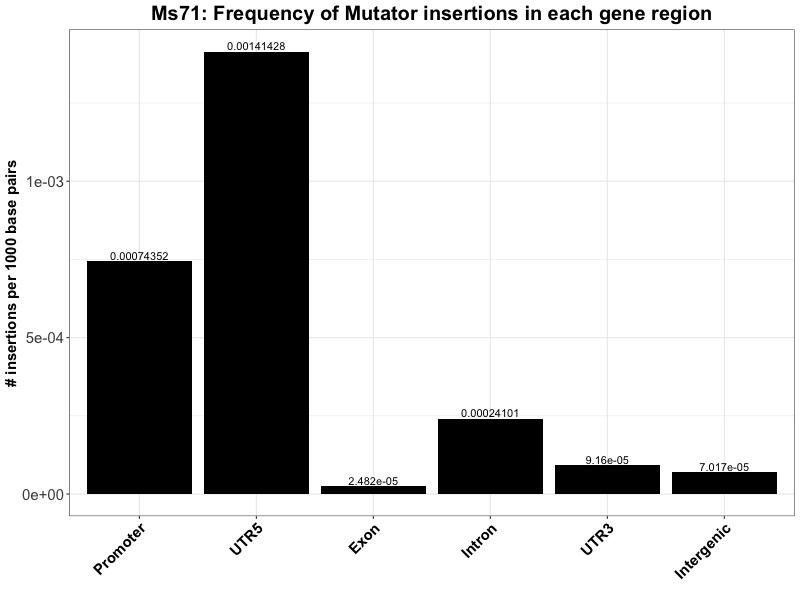 Ms71: Frequency of Mutator insertions in each gene region
# insertions per 1000 base pairs
1e-03
5e-04
0e+00
0.00074352
0.00141428
2.482e-05
0.00024101
9.16e-05
7.017e-05
Promoter
UTR5
Exon
Intron
UTR3
Intergenic